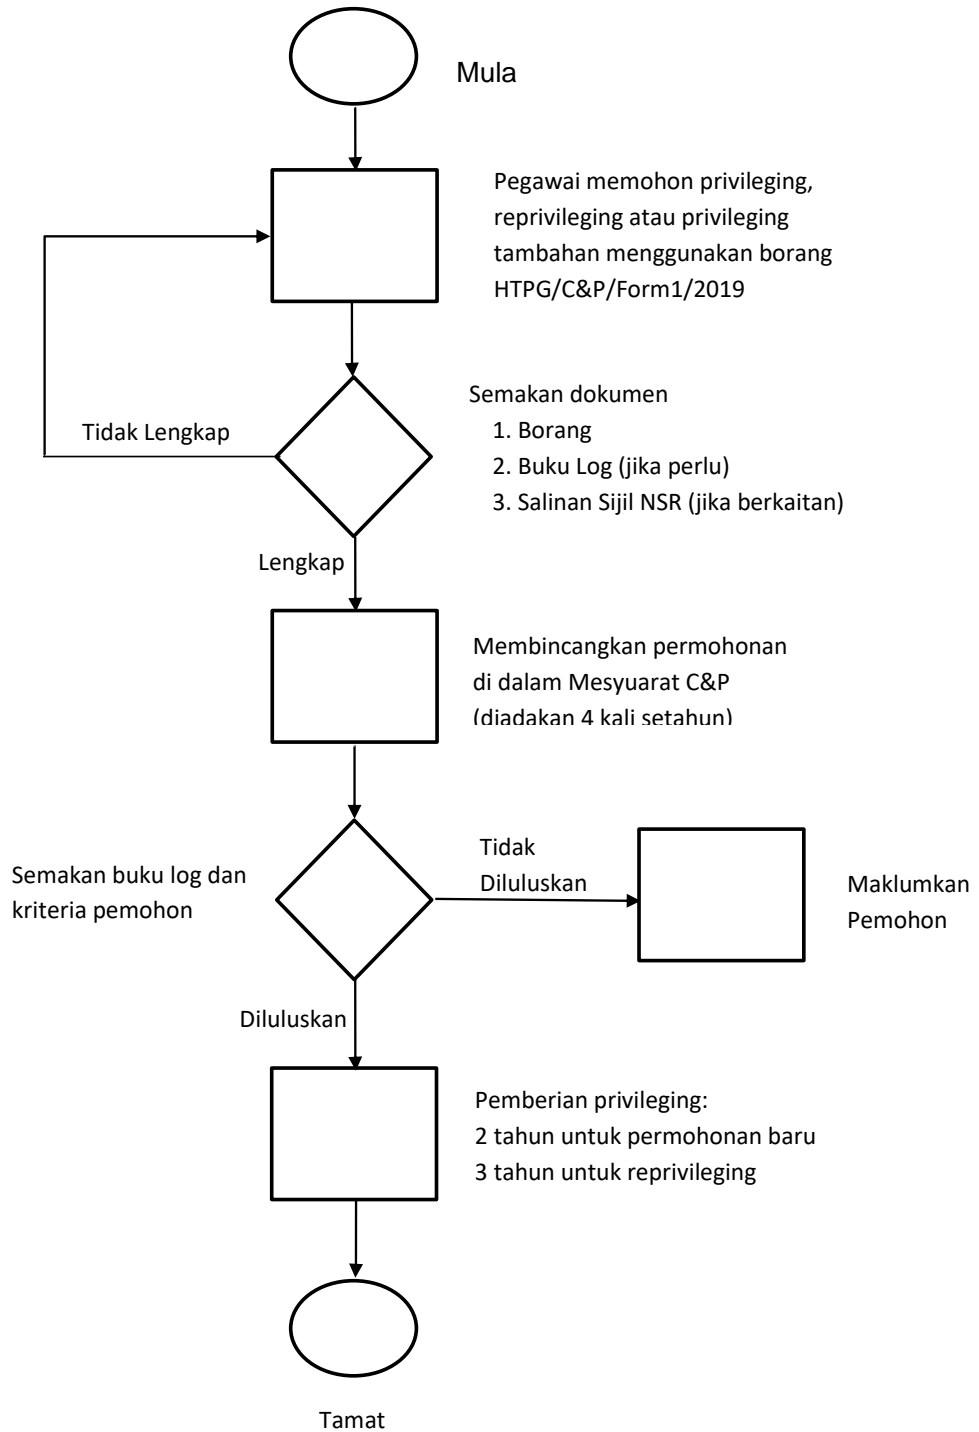 Mula
Pegawai memohon privileging,
reprivileging atau privileging
tambahan menggunakan borang
HTPG/C&P/Form1/2019
Semakan dokumen
1. Borang
2. Buku Log (jika perlu)
3. Salinan Sijil NSR (jika berkaitan)
Tidak Lengkap
Lengkap
Membincangkan permohonan
di dalam Mesyuarat C&P
(diadakan 4 kali setahun)
Semakan buku log dan
kriteria pemohon
Tidak
Diluluskan
Maklumkan
Pemohon
Diluluskan
Pemberian privileging:
2 tahun untuk permohonan baru
3 tahun untuk reprivileging
Tamat